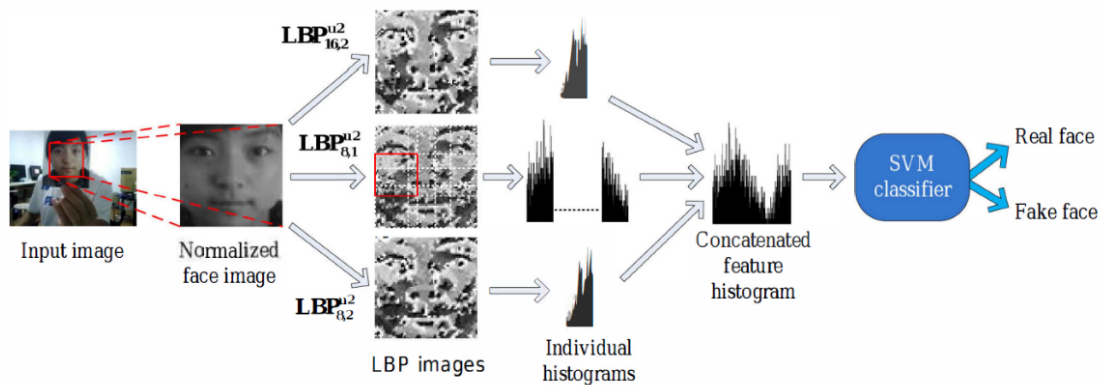 LBP^{u2}_{16,2}
LBP^{u2}_{8,1}
LBP^{u2}_{8,2}
Input image
Normalized
face image
LBP images
Individual
histograms
Concatenated
feature
histogram
SVM
classifier
Real face
Fake face